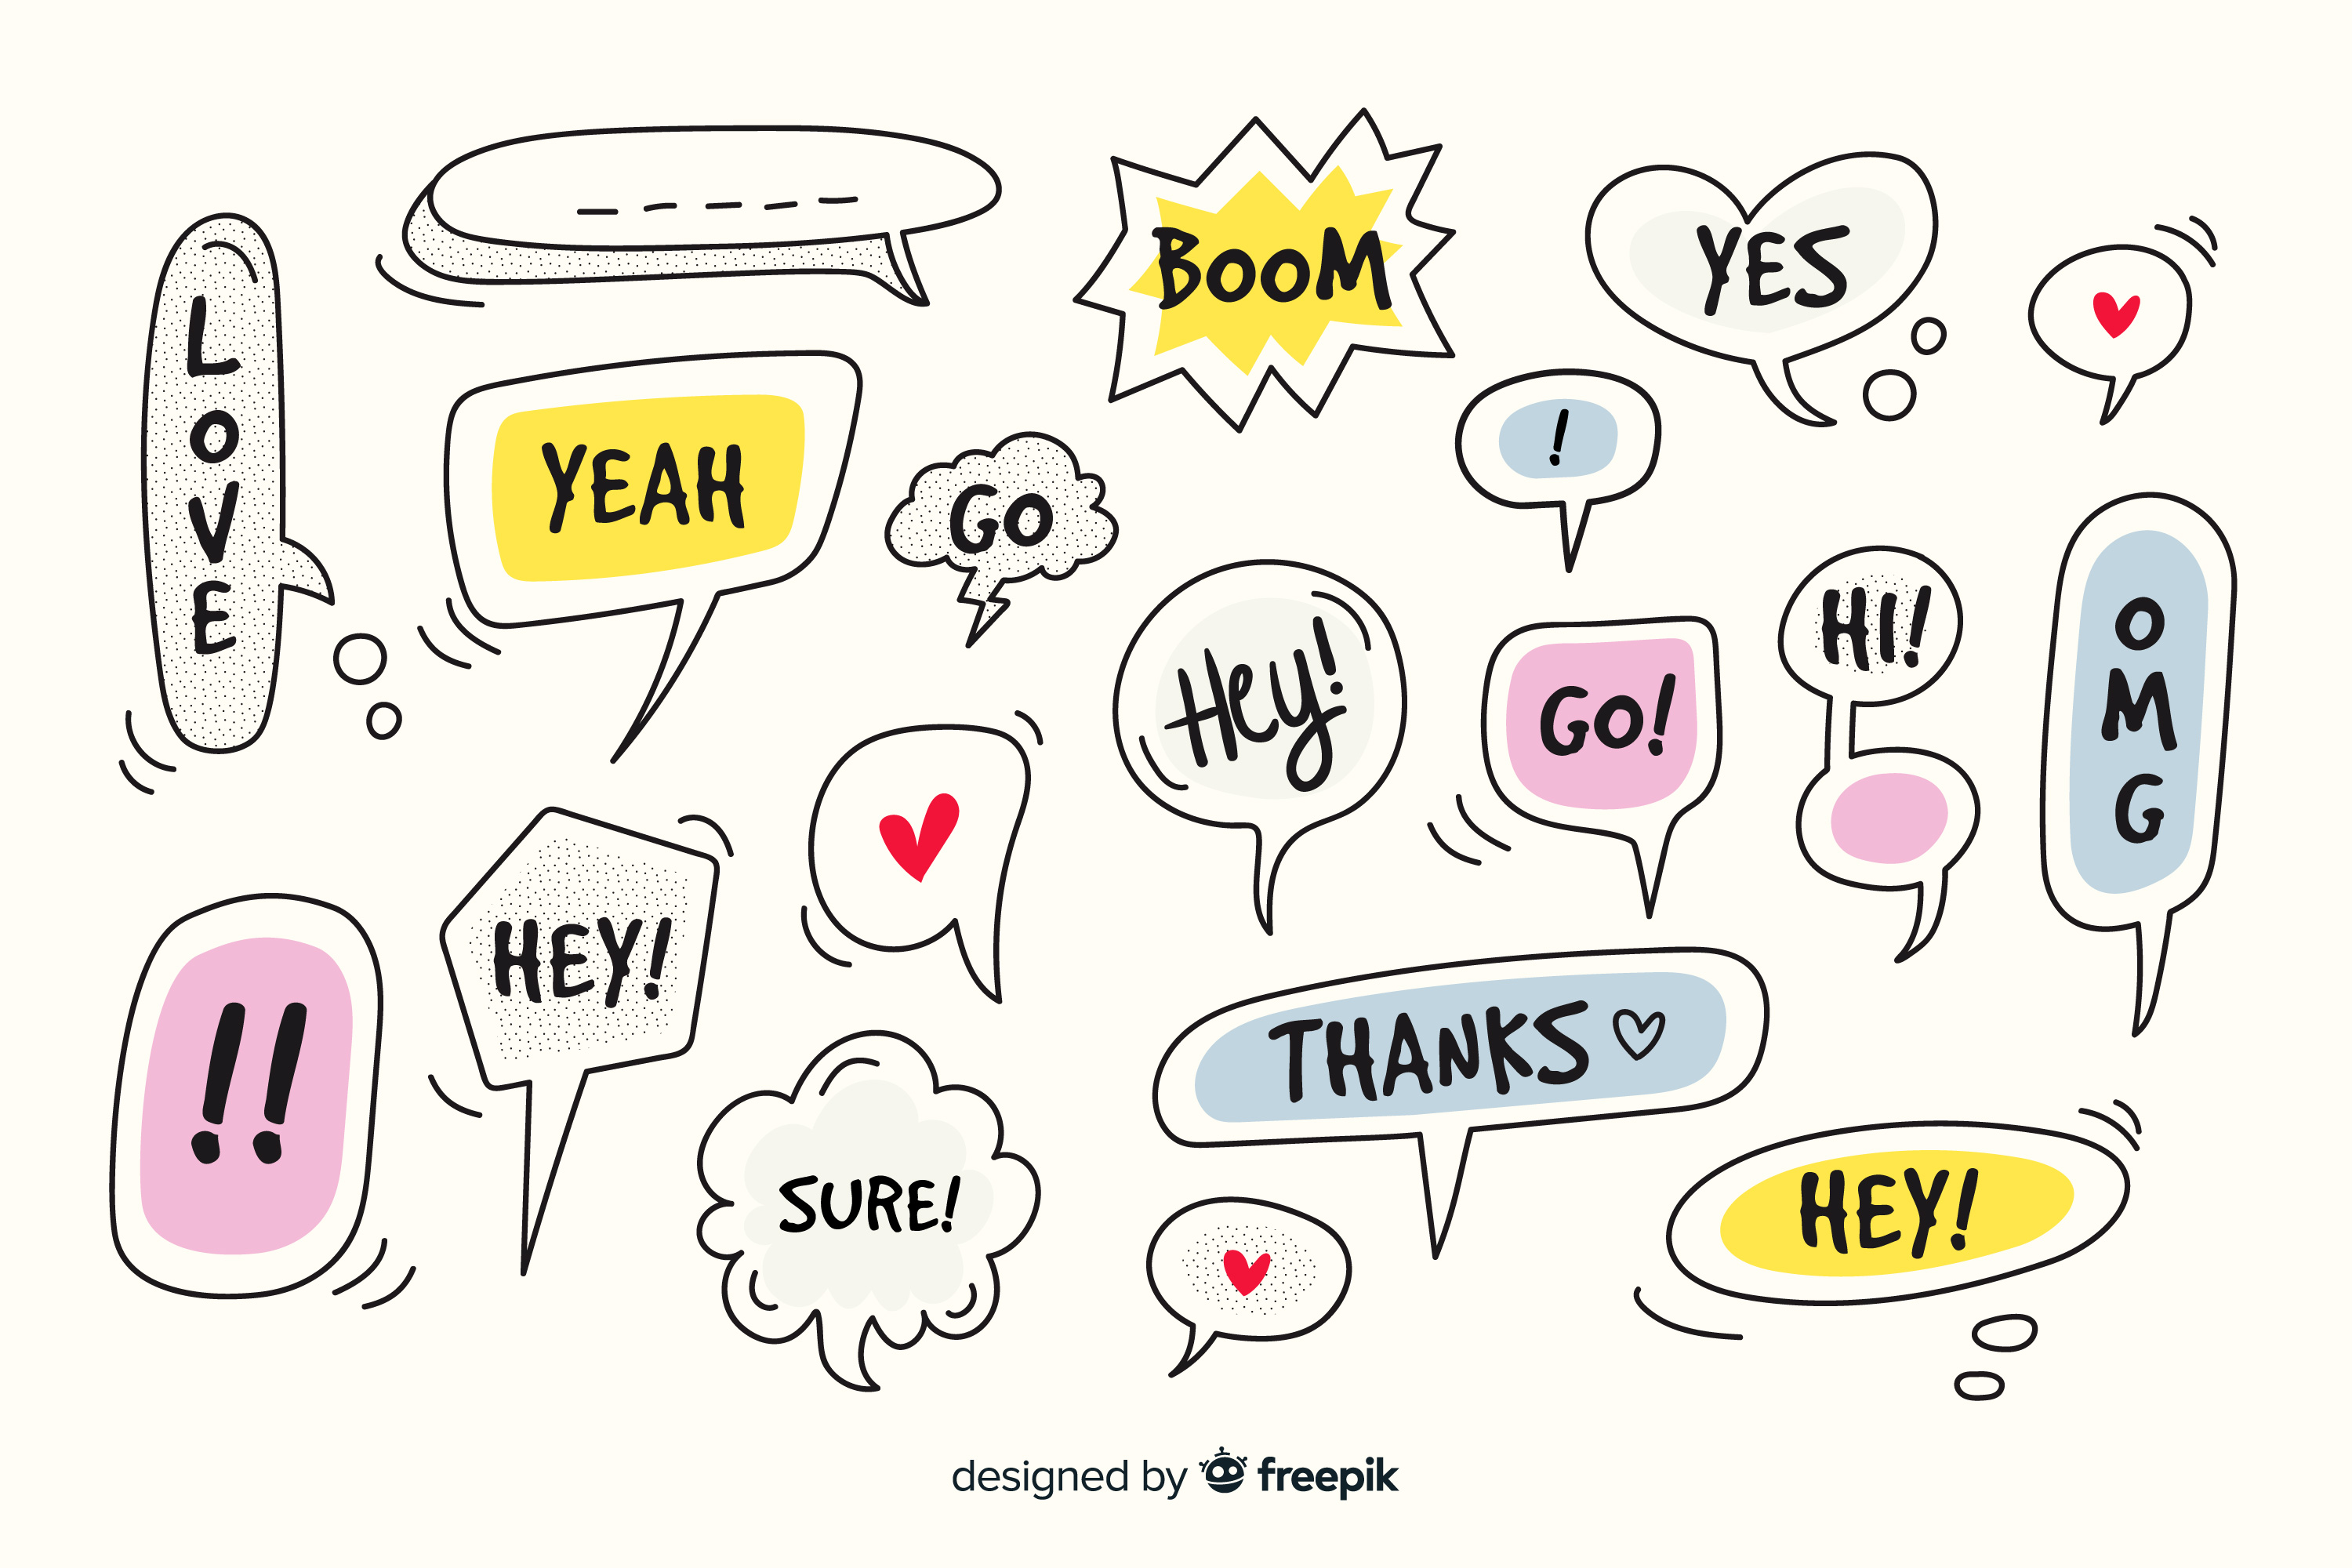 LOVE
BOOM
YES
YEAH
GO
!
HI!
OMG
Hey!
GO!
HEY!
!!
THANKS
SURE!
HEY!
designed by freepik